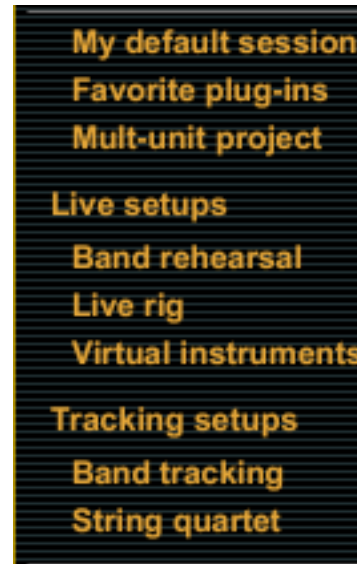 My default session
Favorite plug-ins
Mult-unit project
Live setups
Band rehearsal
Live rig
Virtual instruments
Tracking setups
Band tracking
String quartet